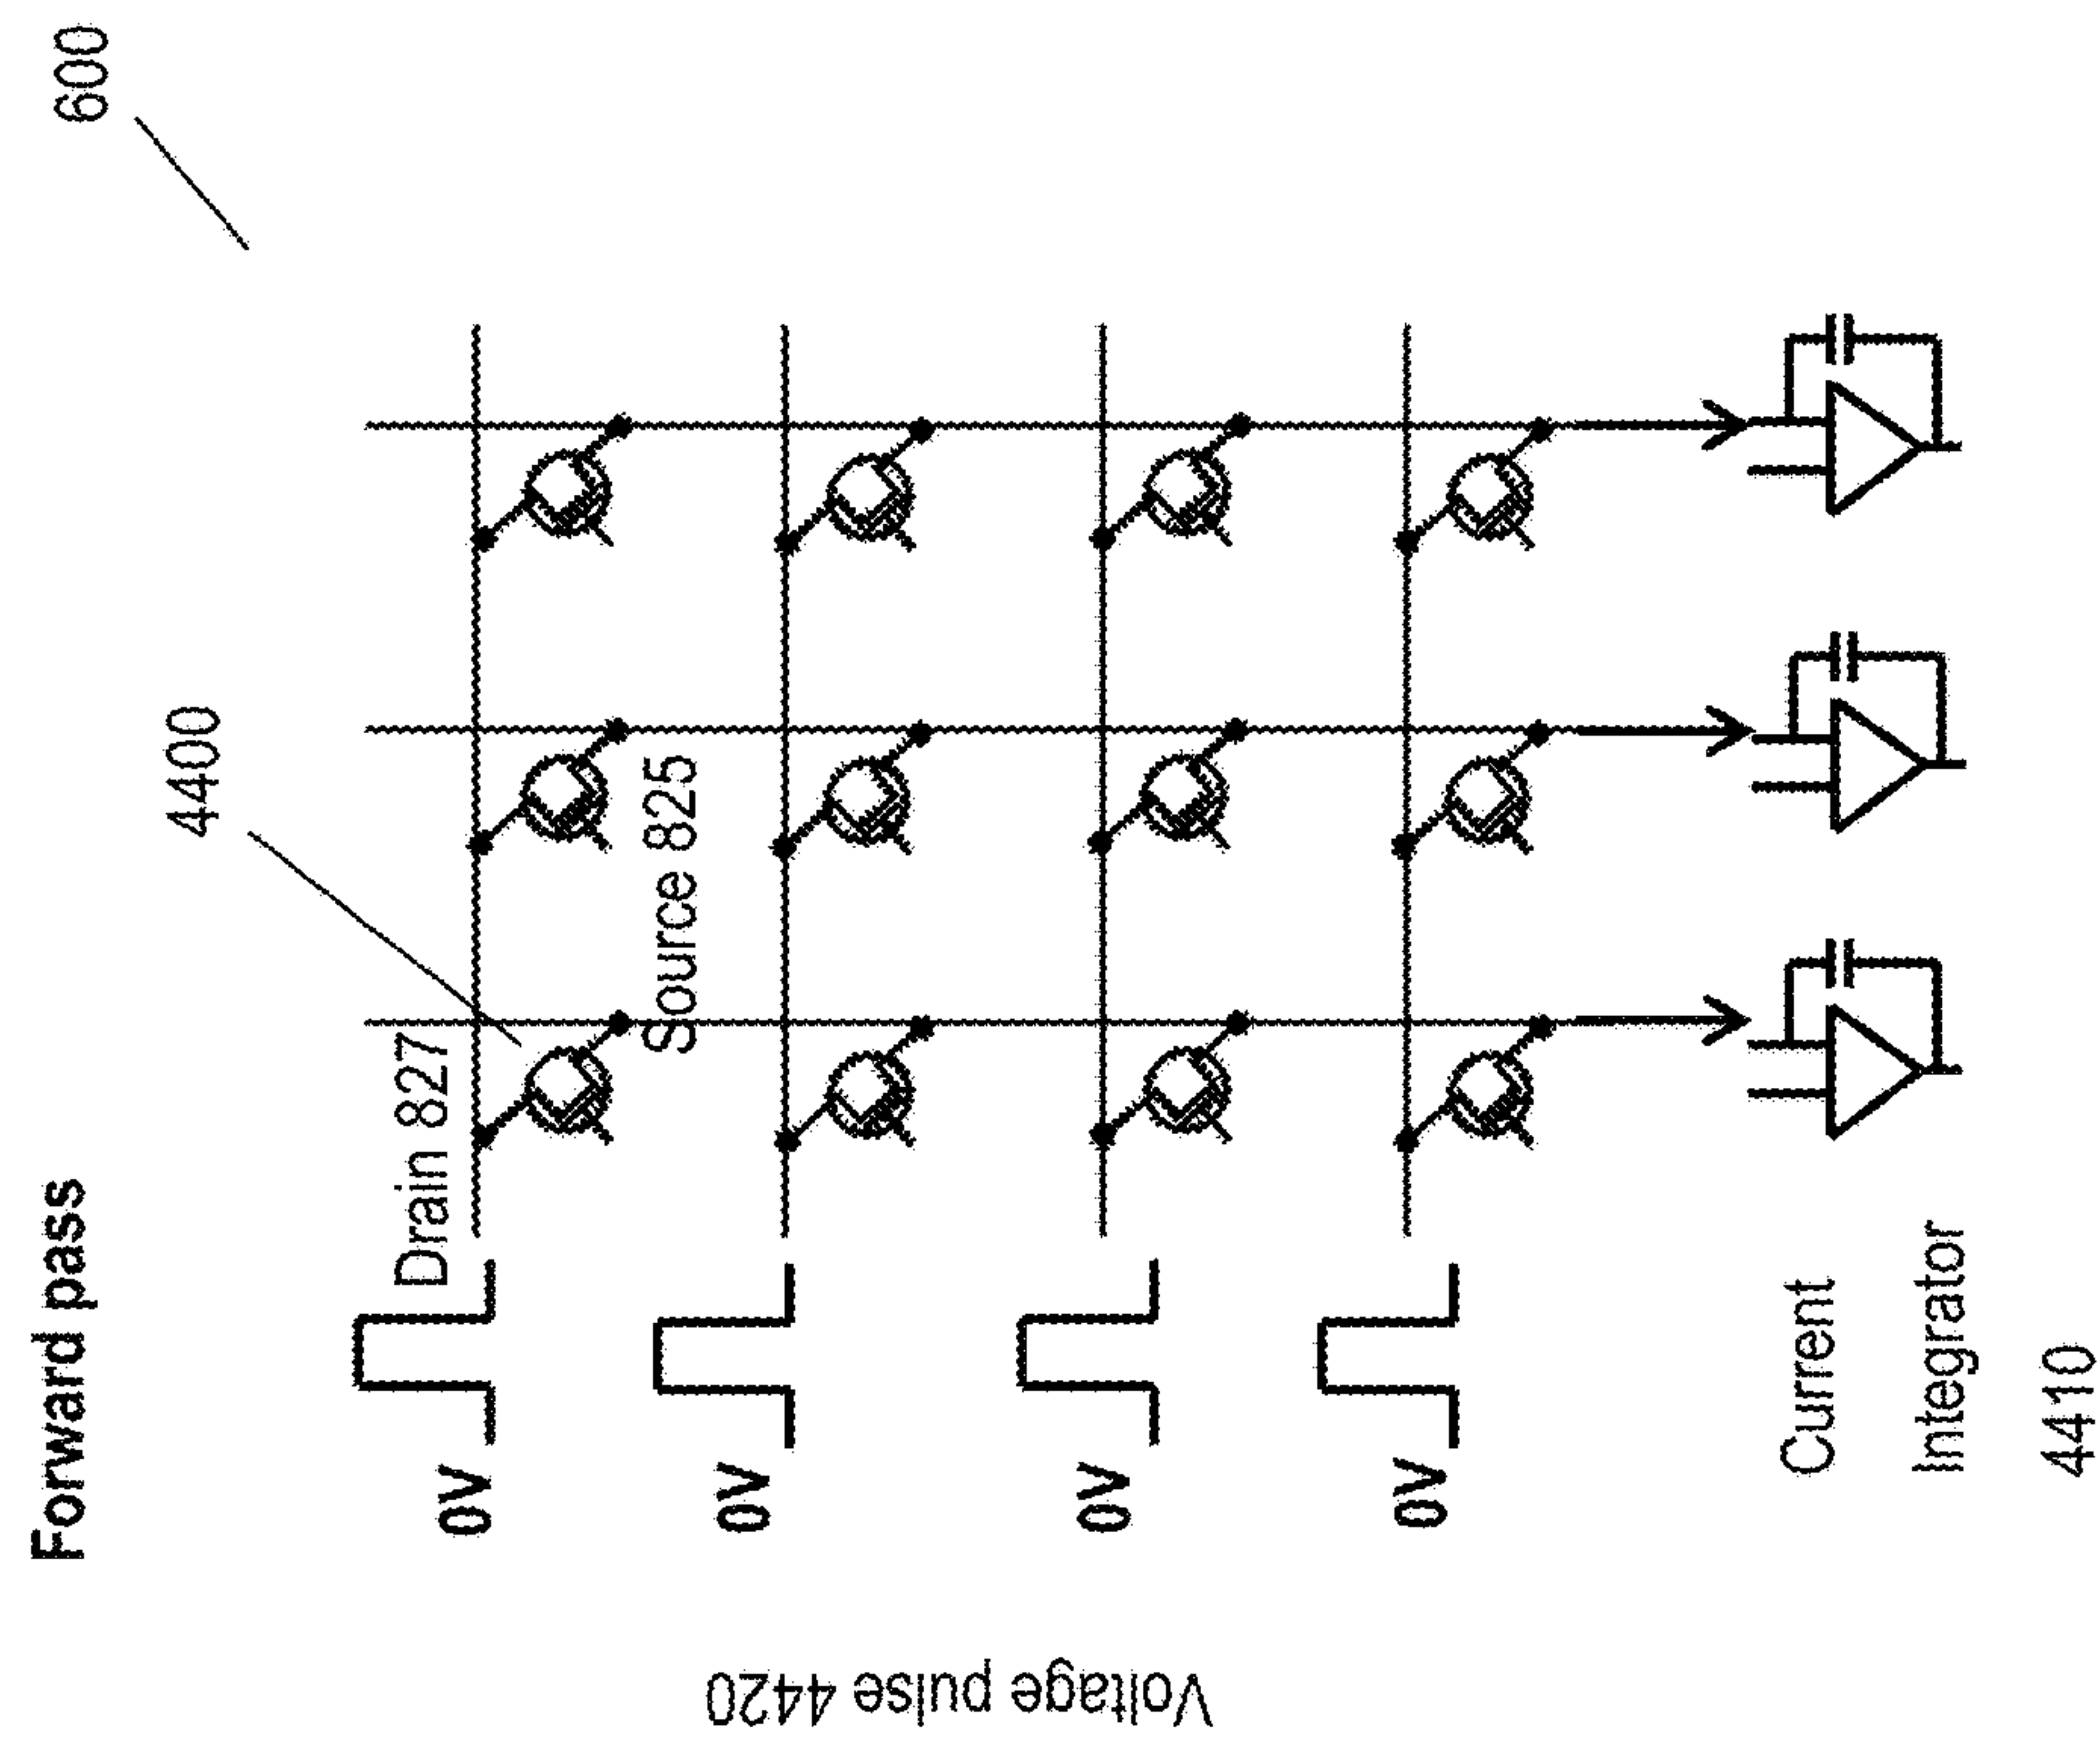 Forward pass
600
4400
Drain 827
Source 825
0V
0V
0V
0V
Voltage pulse 4420
Current
Integrator
4410